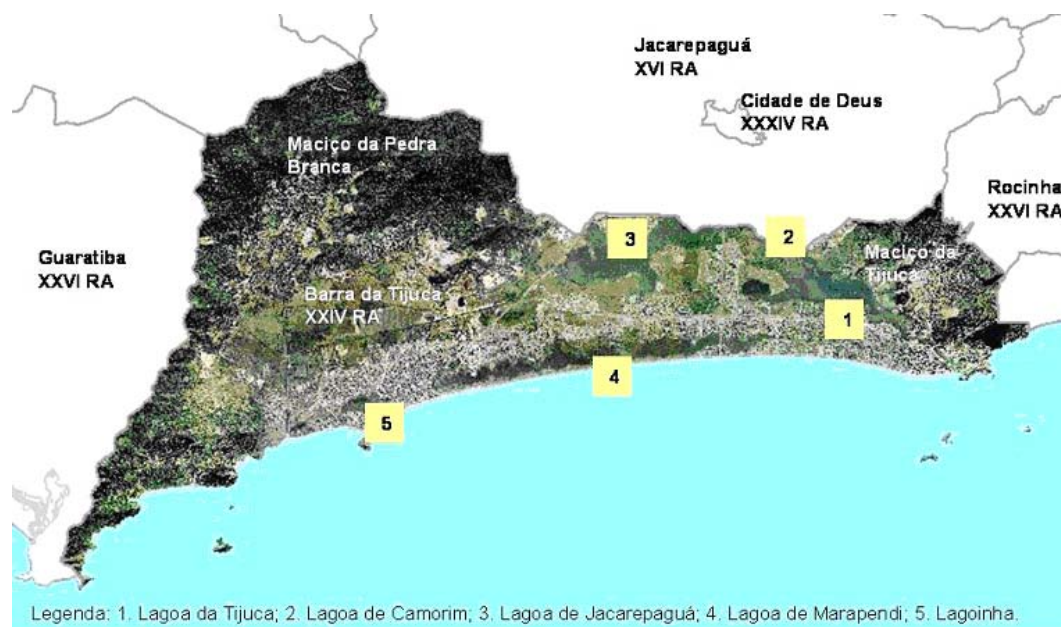 Jacarepaguá
XVI RA
Cidade de Deus
XXXIV RA
Maciço da Pedra
Branca
Rocinha
XXVI RA
3
2
Guaratiba
XXVI RA
Maciço da
Tijuca
Barra da Tijuca
XXIV RA
1
4
5
Legenda: 1. Lagoa da Tijuca; 2. Lagoa de Camorim; 3. Lagoa de Jacarepaguá; 4. Lagoa de Marapendi; 5. Lagoinha.